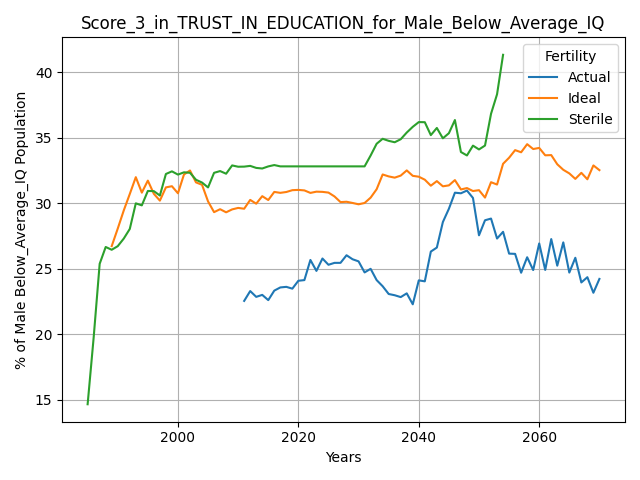 Score_3_in_TRUST_IN_EDUCATION_for_Male_Below_Average_IQ
% of Male Below_Average_IQ Population
40
35
30
25
20
15
Fertility
Actual
Ideal
Sterile
2000
2020
2040
2060
Years